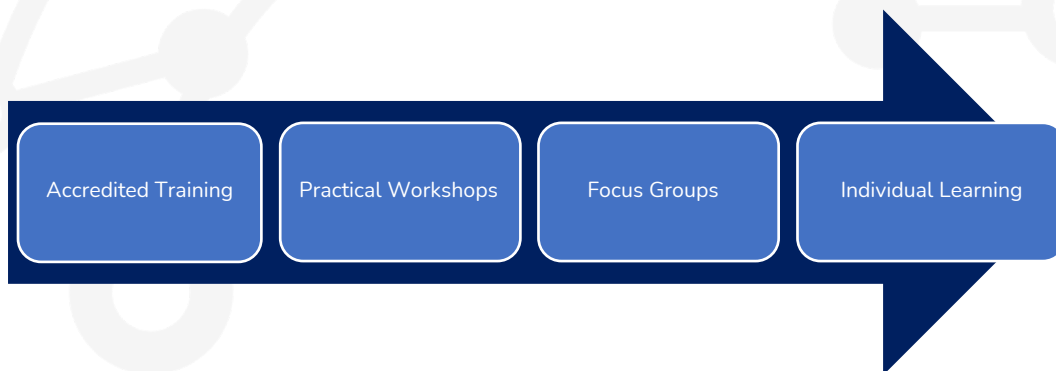 Accredited Training
Practical Workshops
Focus Groups
Individual Learning